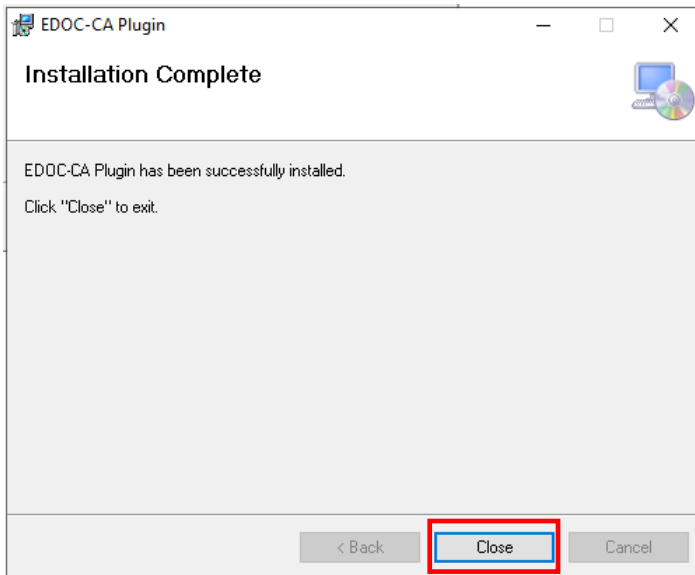 EDOC-CA Plugin
Installation Complete
EDOC-CA Plugin has been successfully installed.
Click "Close" to exit.
< Back
Close
Cancel